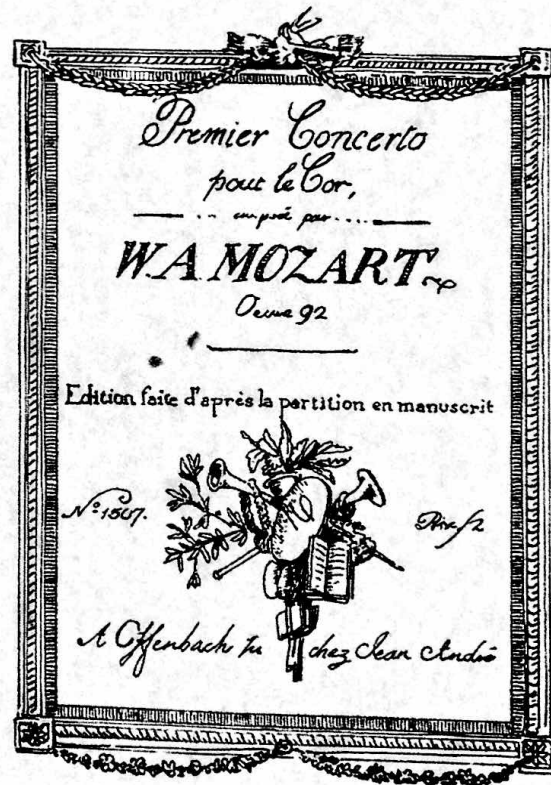 Premier Concerto
pour le Cor,
par
W. A MOZART
92
Edition faite d'après la partition en manuscrit
Nº 1507.
A Offenbach chez Jean André